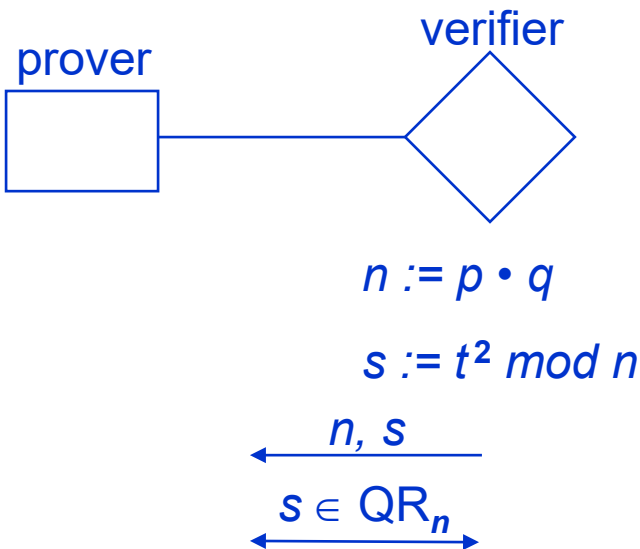 verifier
prover
n := p • q
s := t² mod n
n, s
s ∈ QRₙ